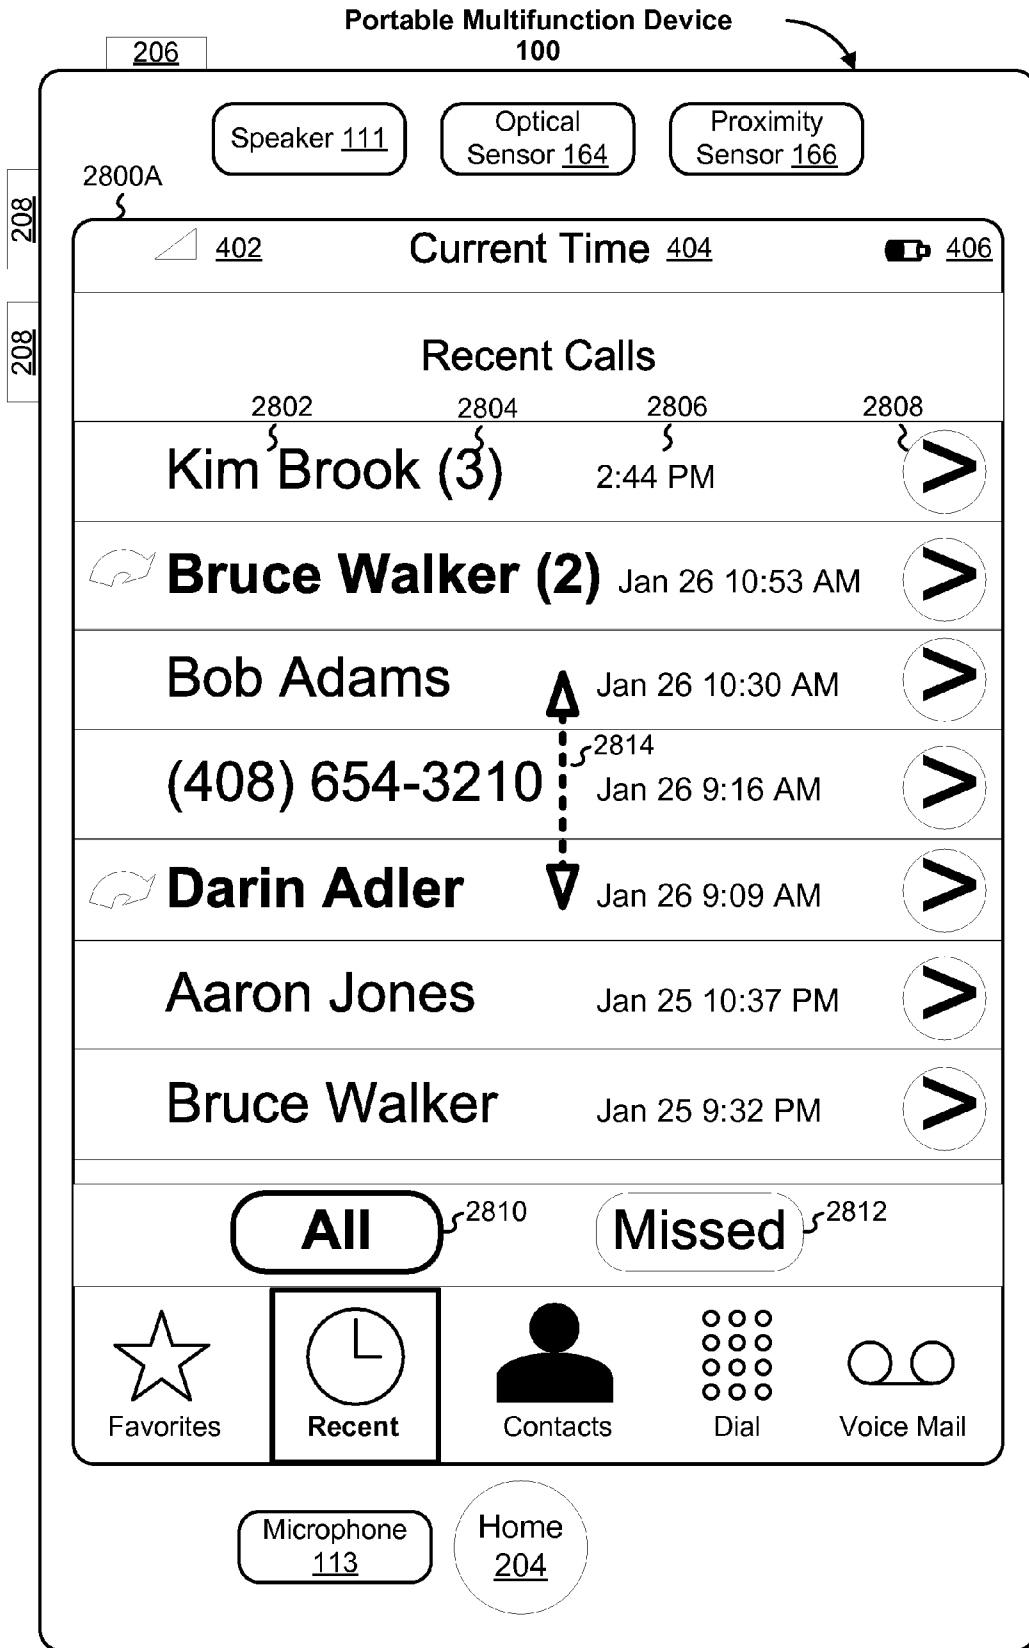 Portable Multifunction Device
100
206
Speaker 111
Optical
Sensor 164
Proximity
Sensor 166
2800A
208
208
402
Current Time 404
406
Recent Calls
2802
2804
2806
2808
Kim Brook (3)
2:44 PM
>
Bruce Walker (2)
Jan 26 10:53 AM
>
Bob Adams
Jan 26 10:30 AM
>
2814
(408) 654-3210
Jan 26 9:16 AM
>
Darin Adler
Jan 26 9:09 AM
>
Aaron Jones
Jan 25 10:37 PM
>
Bruce Walker
Jan 25 9:32 PM
>
All
2810
Missed
2812
Favorites
Recent
Contacts
Dial
Voice Mail
Microphone
113
Home
204